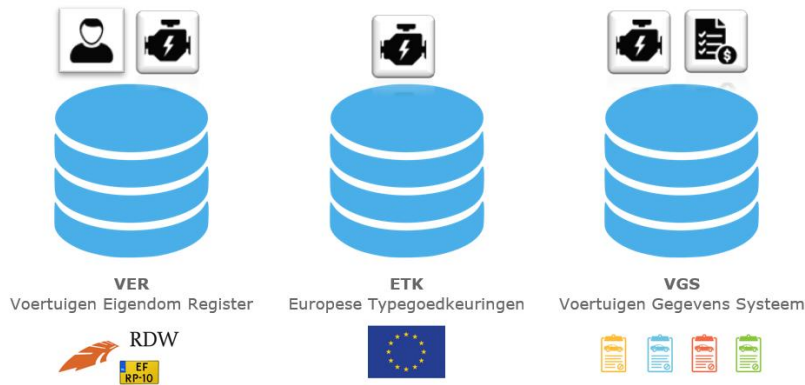 VER
Voertuigen Eigendom Register
RDW
EF
RP-10
ETK
Europese Typegoedkeuringen
VGS
Voertuigen Gegevens Systeem